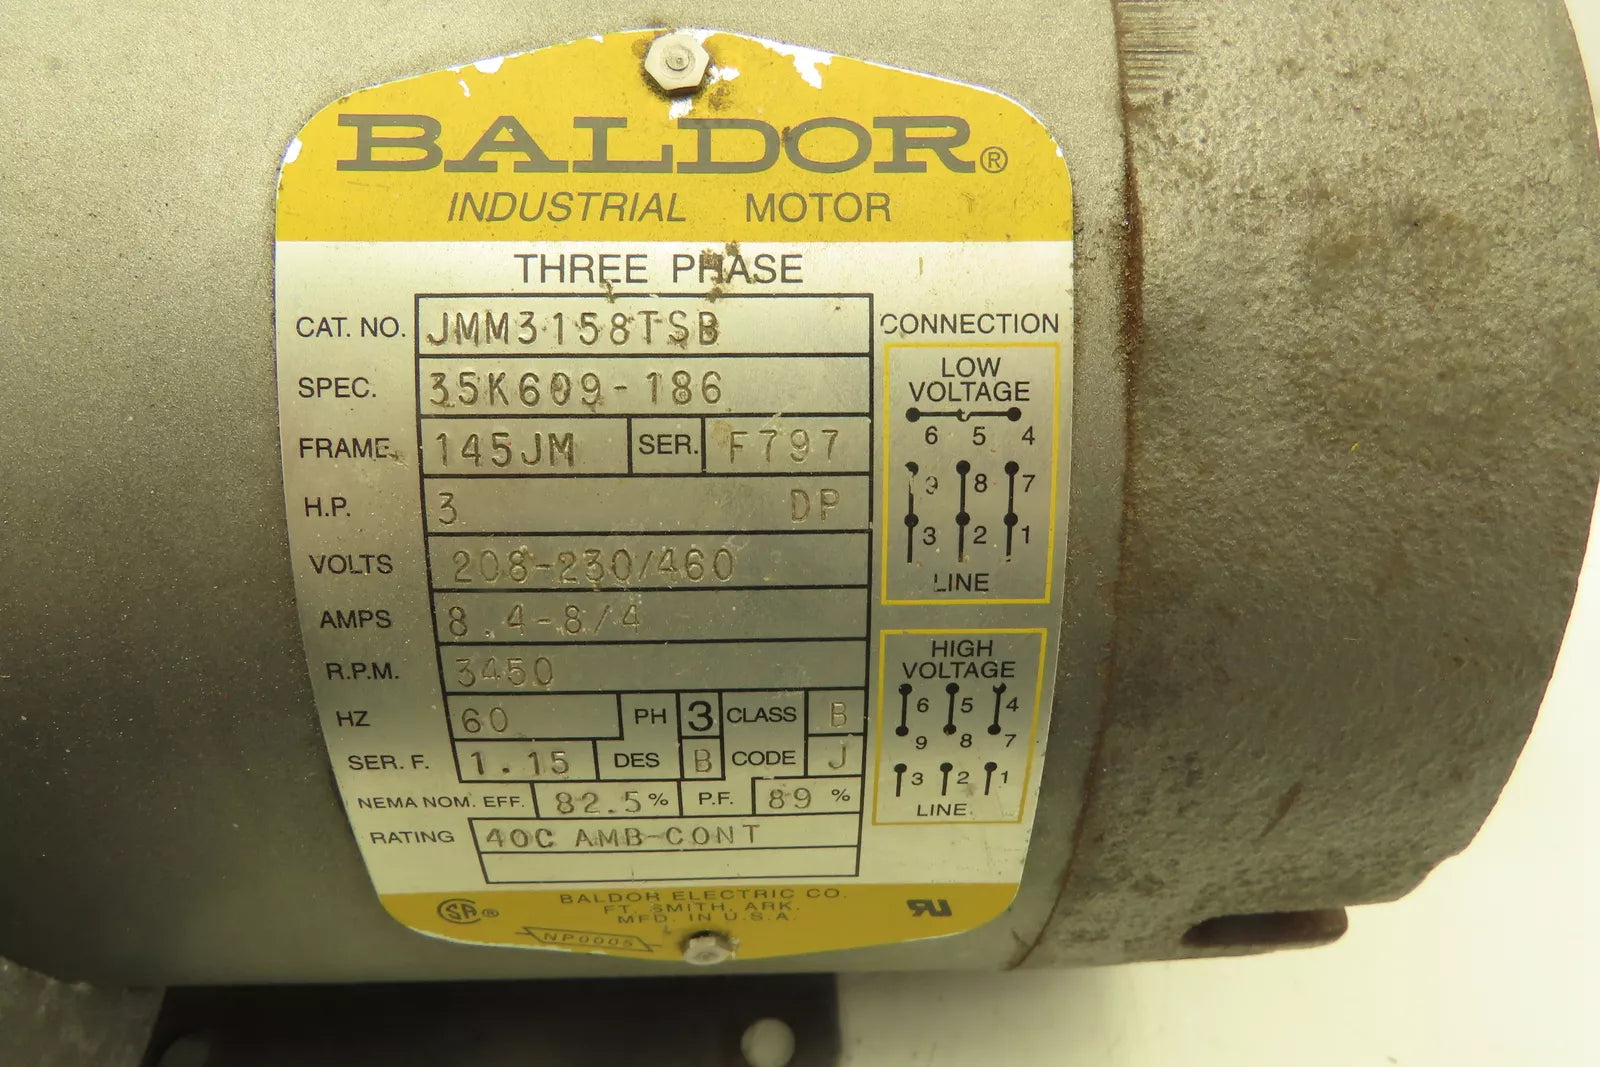 BALDOR®
INDUSTRIAL MOTOR
THREE PHASE
CAT. NO. JMM3158TSB
SPEC. 35K609-186
FRAME 145JM SER. F797
H.P. 3 DP
VOLTS 208-230/460
AMPS 8.4-8/4
R.P.M. 3450
HZ 60 PH 3 CLASS B
SER. F. 1.15 DES B CODE J
NEMA NOM. EFF. 82.5 % P.F. 89 %
RATING 40C AMB-CONT
CONNECTION
LOW
VOLTAGE
6 5 4
9 8 7
3 2 1
LINE
HIGH
VOLTAGE
6 5 4
9 8 7
3 2 1
LINE
BALDOR ELECTRIC CO.
FT. SMITH, ARK.
MFD. IN U.S.A.
NP0005
SA®
RU